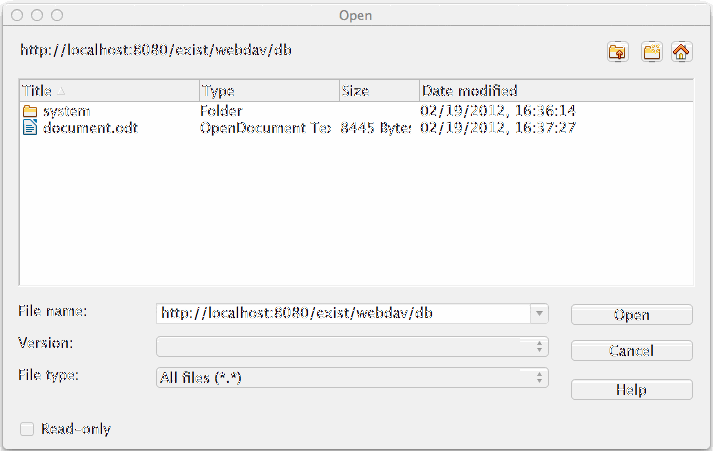 Open
http://localhost:8080/exist/webdav/db
Title Type Size Date modified
system Folder 02/19/2012, 16:36:14
document.odt OpenDocument Te: 8445 Bytes 02/19/2012, 16:37:27
File name: http://localhost:8080/exist/webdav/db Open
Version: Cancel
File type: All files (*.*) Help
Read-only